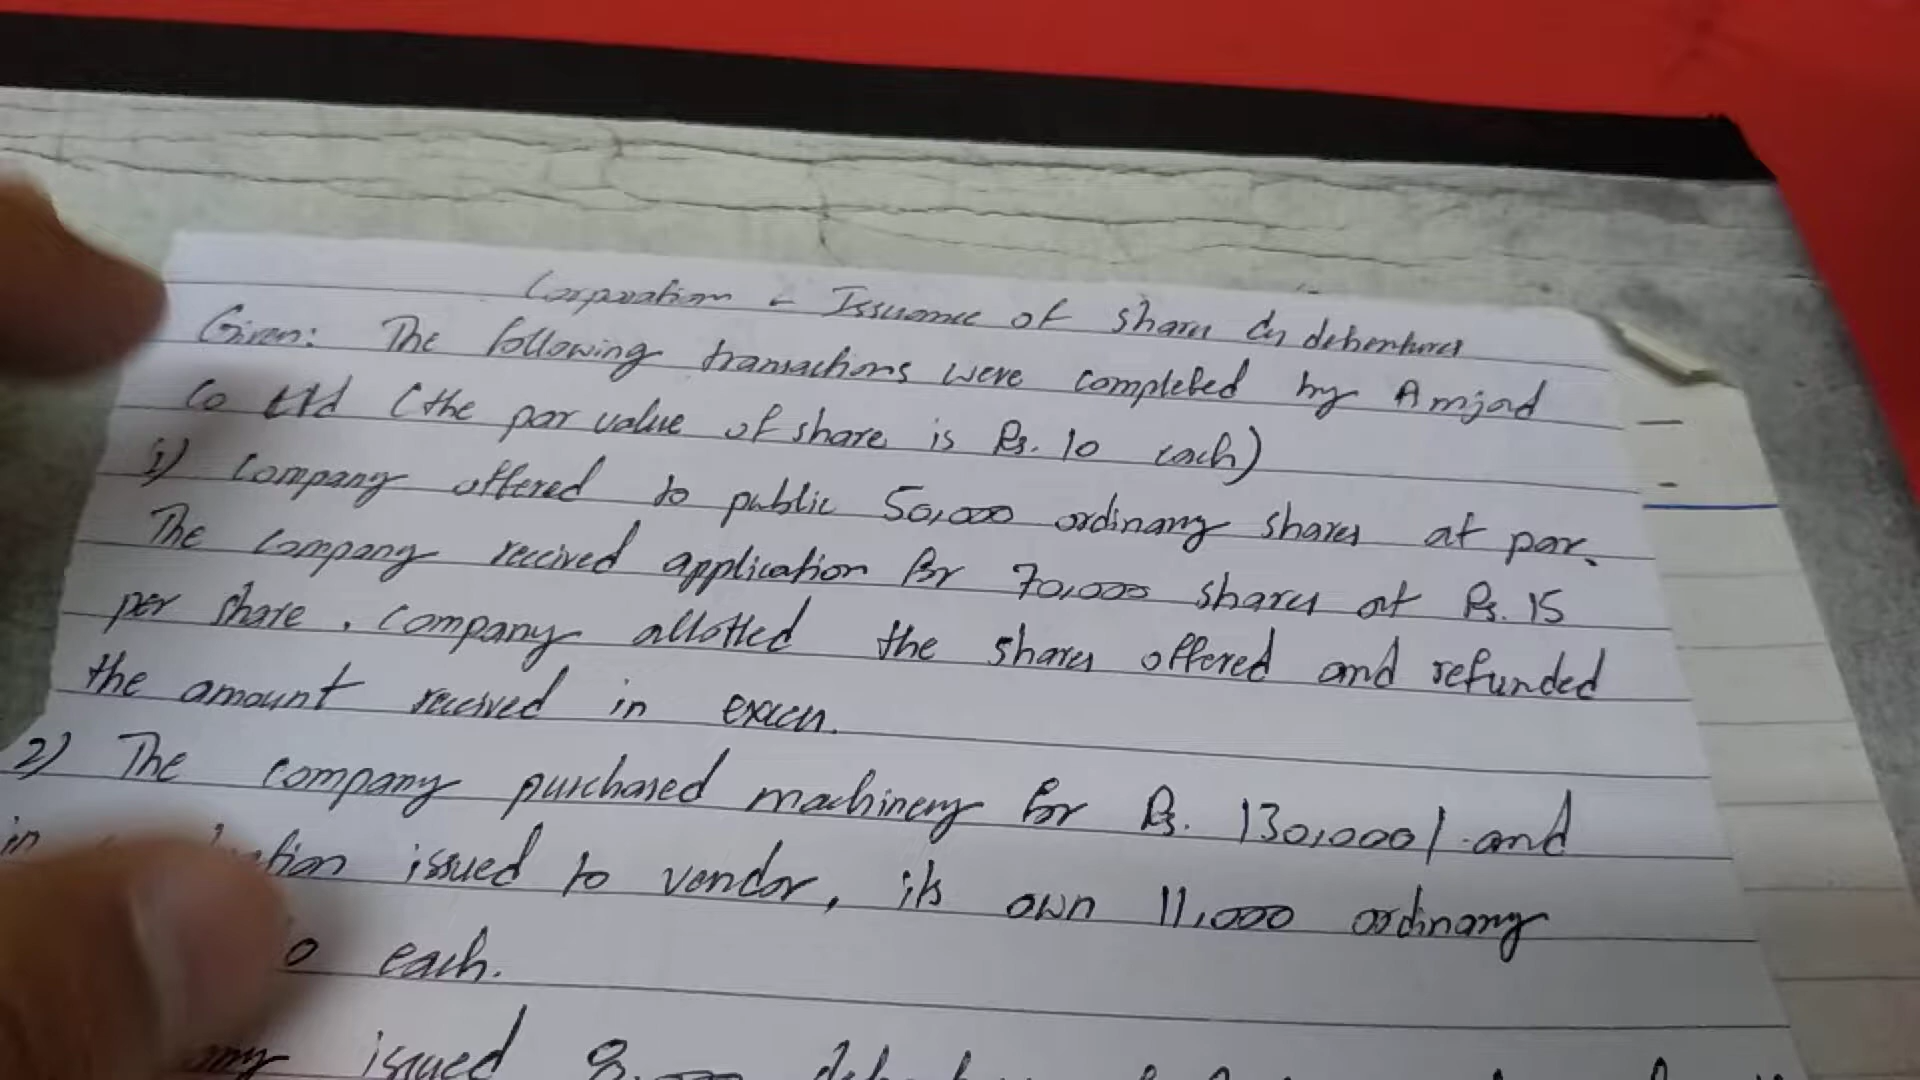 Corporation - Issuance of share & debentures
Given: The following transactions were completed by Amjad
Co Ltd (the par value of share is Rs. 10 each)
1) Company offered to public 50,000 ordinary shares at par.
The company received application for 70,000 shares at Rs. 15
per share. Company allotted the shares offered and refunded
the amount received in excess.
2) The company purchased machinery for Rs. 130,000/- and
in issued to vendor, its own 11,000 ordinary
each.
issued